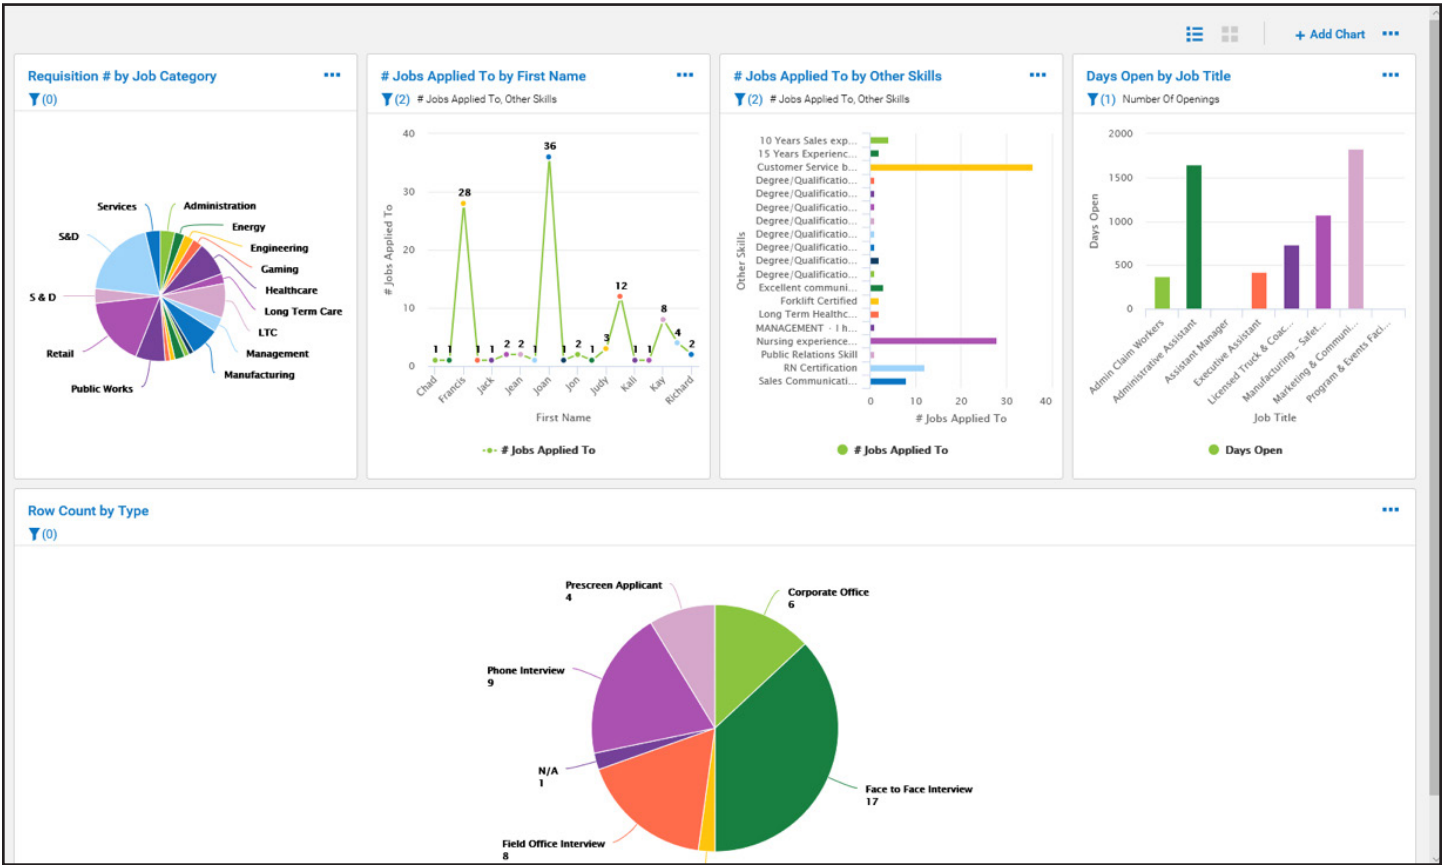 + Add Chart
Requisition # by Job Category
(0)
Services
Administration
S&D
Energy
Engineering
Gaming
Healthcare
S & D
Long Term Care
LTC
Retail
Management
Manufacturing
Public Works
# Jobs Applied To by First Name
(2) # Jobs Applied To, Other Skills
40
30
20
10
0
# Jobs Applied To
1 1 28 1 1 2 2 1 36 1 2 1 3 12 1 1 8 4 2
Chad
Francis
Jack
Jean
Joan
Jon
Judy
Kali
Kay
Richard
First Name
# Jobs Applied To
# Jobs Applied To by Other Skills
(2) # Jobs Applied To, Other Skills
Other Skills
10 Years Sales exp...
15 Years Experienc...
Customer Service b...
Degree/Qualificatio...
Degree/Qualificatio...
Degree/Qualificatio...
Degree/Qualificatio...
Degree/Qualificatio...
Degree/Qualificatio...
Degree/Qualificatio...
Degree/Qualificatio...
Excellent communi...
Forklift Certified
Long Term Healthc...
MANAGEMENT - I h...
Nursing experience...
Public Relations Skill
RN Certification
Sales Communicati...
0 10 20 30 40
# Jobs Applied To
# Jobs Applied To
Days Open by Job Title
(1) Number Of Openings
2000
1500
1000
500
0
Days Open
Admin Claim Workers
Administrative Assistant
Assistant Manager
Executive Assistant
Licensed Truck & Coac...
Manufacturing - Safet...
Marketing & Communi...
Program & Events Faci...
Job Title
Days Open
Row Count by Type
(0)
Prescreen Applicant
4
Corporate Office
6
Phone Interview
9
N/A
1
Face to Face Interview
17
Field Office Interview
8